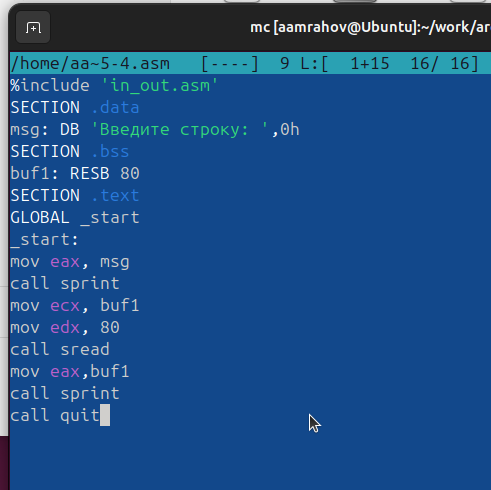 mc [aamrahov@Ubuntu]:~/work/ar
/home/aa~5-4.asm   [----]  9 L:[  1+15  16/ 16]
%include 'in_out.asm'
SECTION .data
msg: DB 'Введите строку: ',0h
SECTION .bss
buf1: RESB 80
SECTION .text
GLOBAL _start
_start:
mov eax, msg
call sprint
mov ecx, buf1
mov edx, 80
call sread
mov eax,buf1
call sprint
call quit